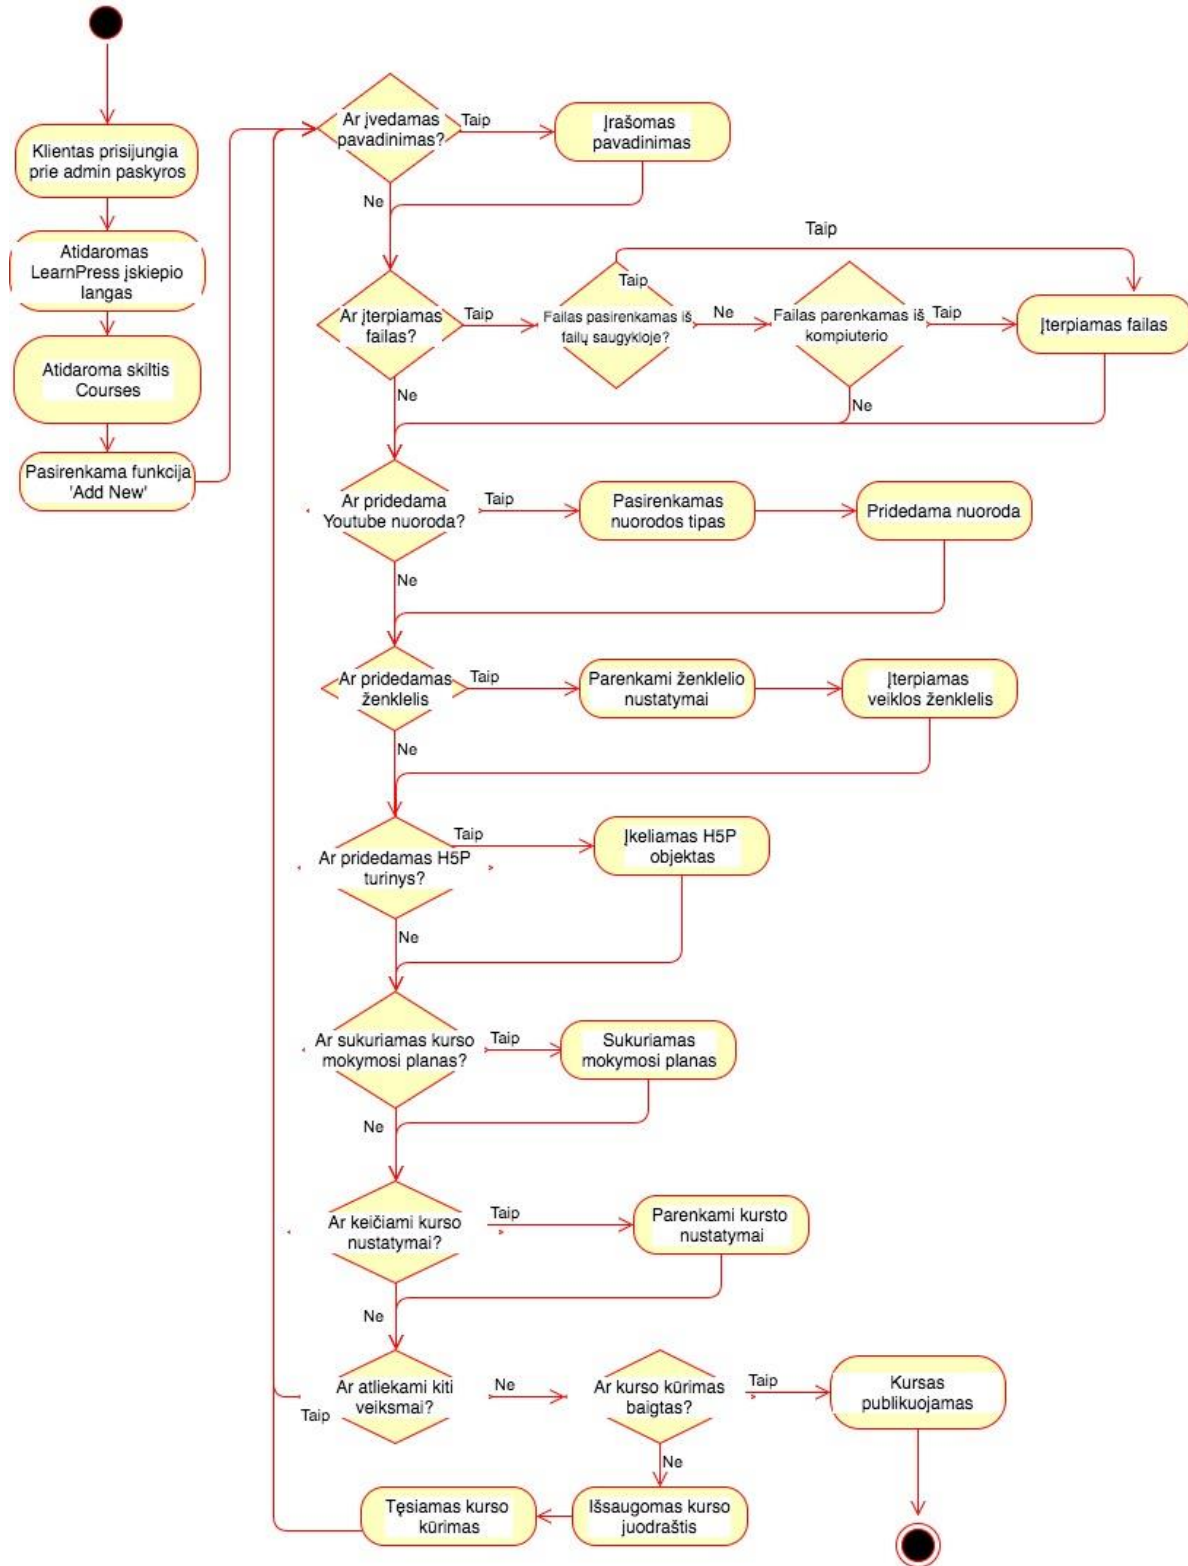 Klientas prisijungia
prie admin paskyros
Atidaromas
LearnPress įskiepio
langas
Atidaroma skiltis
Courses
Pasirenkama funkcija
'Add New'
Ar įvedamas
pavadinimas?
Taip
Įrašomas
pavadinimas
Ne
Taip
Ar įterpiamas
failas?
Taip
Taip
Failas pasirenkamas iš
failų saugykloje?
Ne
Failas parenkamas iš
kompiuterio
Taip
Įterpiamas failas
Ne
Ne
Ar pridedama
Youtube nuoroda?
Taip
Pasirenkamas
nuorodos tipas
Pridedama nuoroda
Ne
Ar pridedamas
ženklelis
Taip
Parenkami ženklelio
nustatymai
Įterpiamas
veiklos ženklelis
Ne
Ar pridedamas H5P
turinys?
Taip
Įkeliamas H5P
objektas
Ne
Ar sukuriamas kurso
mokymosi planas?
Taip
Sukuriamas
mokymosi planas
Ne
Ar keičiami kurso
nustatymai?
Taip
Parenkami kursto
nustatymai
Ne
Ar atliekami kiti
veiksmai?
Taip
Ne
Ar kurso kūrimas
baigtas?
Taip
Kursas
publikuojamas
Ne
Išsaugomas kurso
juodraštis
Tęsiamas kurso
kūrimas